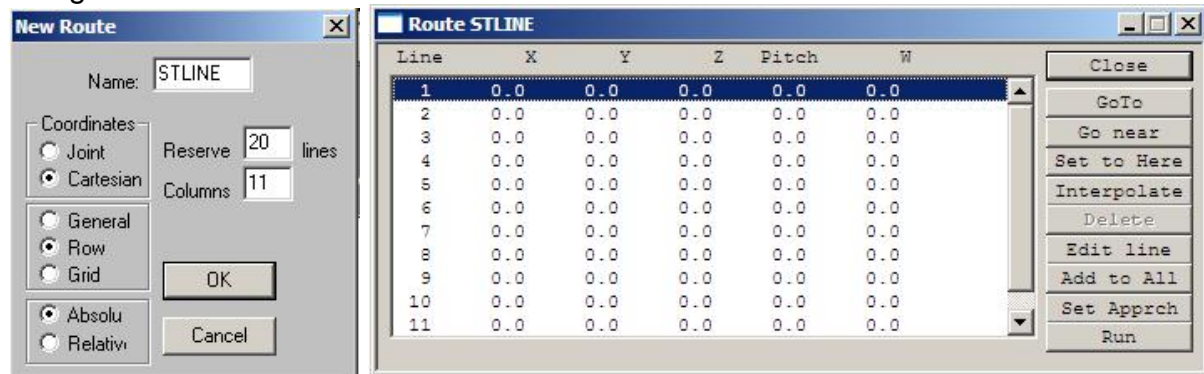 New Route
Name: STLINE
Coordinates
Joint
Cartesian
Reserve 20 lines
Columns 11
General
Row
Grid
OK
Absolu
Relativ
Cancel
Route STLINE
Line X Y Z Pitch W
1 0.0 0.0 0.0 0.0 0.0
2 0.0 0.0 0.0 0.0 0.0
3 0.0 0.0 0.0 0.0 0.0
4 0.0 0.0 0.0 0.0 0.0
5 0.0 0.0 0.0 0.0 0.0
6 0.0 0.0 0.0 0.0 0.0
7 0.0 0.0 0.0 0.0 0.0
8 0.0 0.0 0.0 0.0 0.0
9 0.0 0.0 0.0 0.0 0.0
10 0.0 0.0 0.0 0.0 0.0
11 0.0 0.0 0.0 0.0 0.0
Close
GoTo
Go near
Set to Here
Interpolate
Delete
Edit line
Add to All
Set Apprch
Run